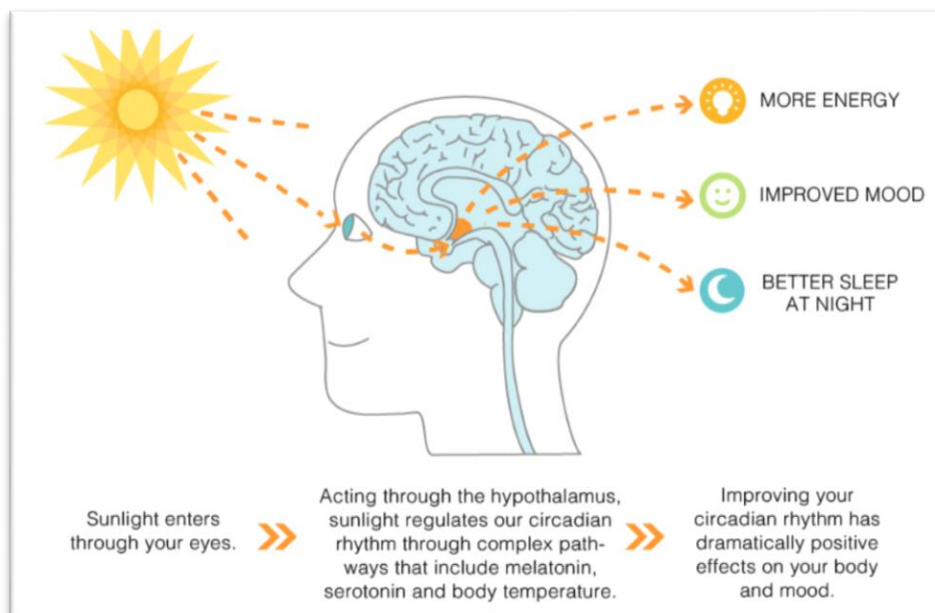 MORE ENERGY
IMPROVED MOOD
BETTER SLEEP
AT NIGHT
Sunlight enters
through your eyes.
Acting through the hypothalamus,
sunlight regulates our circadian
rhythm through complex path-
ways that include melatonin,
serotonin and body temperature.
Improving your
circadian rhythm has
dramatically positive
effects on your body
and mood.